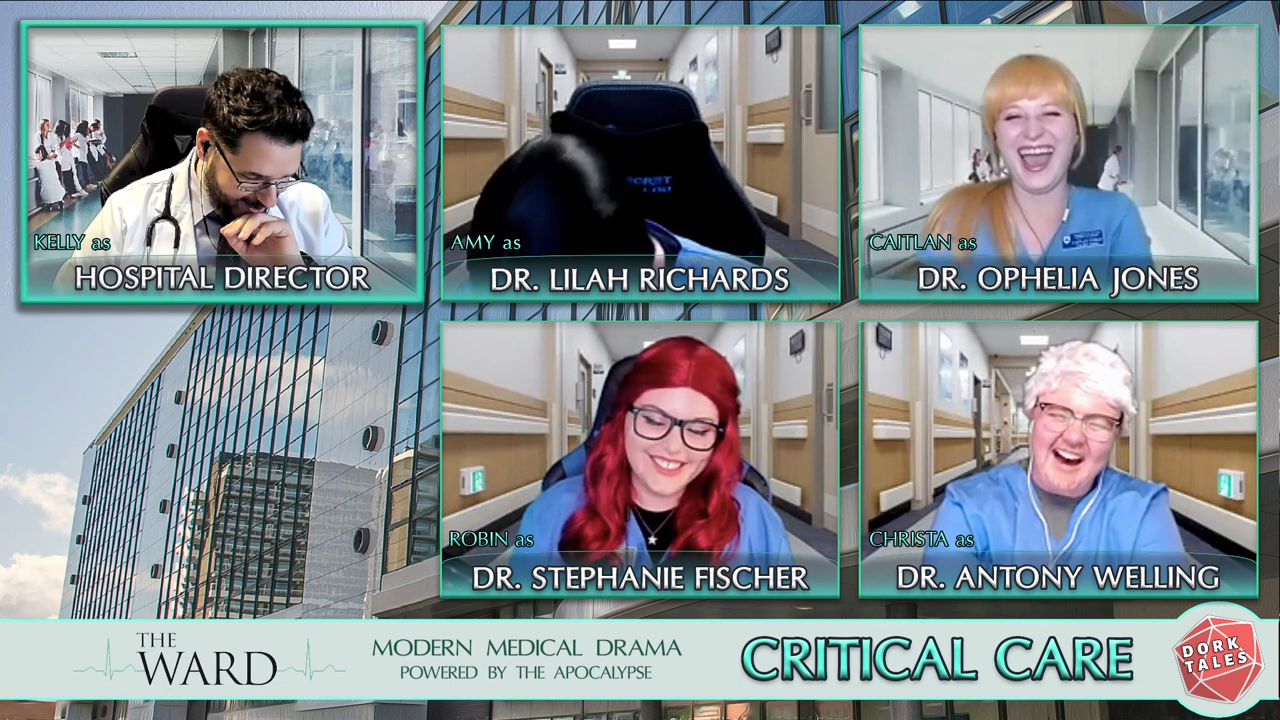 KELLY as
HOSPITAL DIRECTOR
AMY as
DR. LILAH RICHARDS
CAITLAN as
DR. OPHELIA JONES
ROBIN as
DR. STEPHANIE FISCHER
CHRISTA as
DR. ANTONY WELLING
THE
WARD
MODERN MEDICAL DRAMA
POWERED BY THE APOCALYPSE
CRITICAL CARE
DORK
TALES